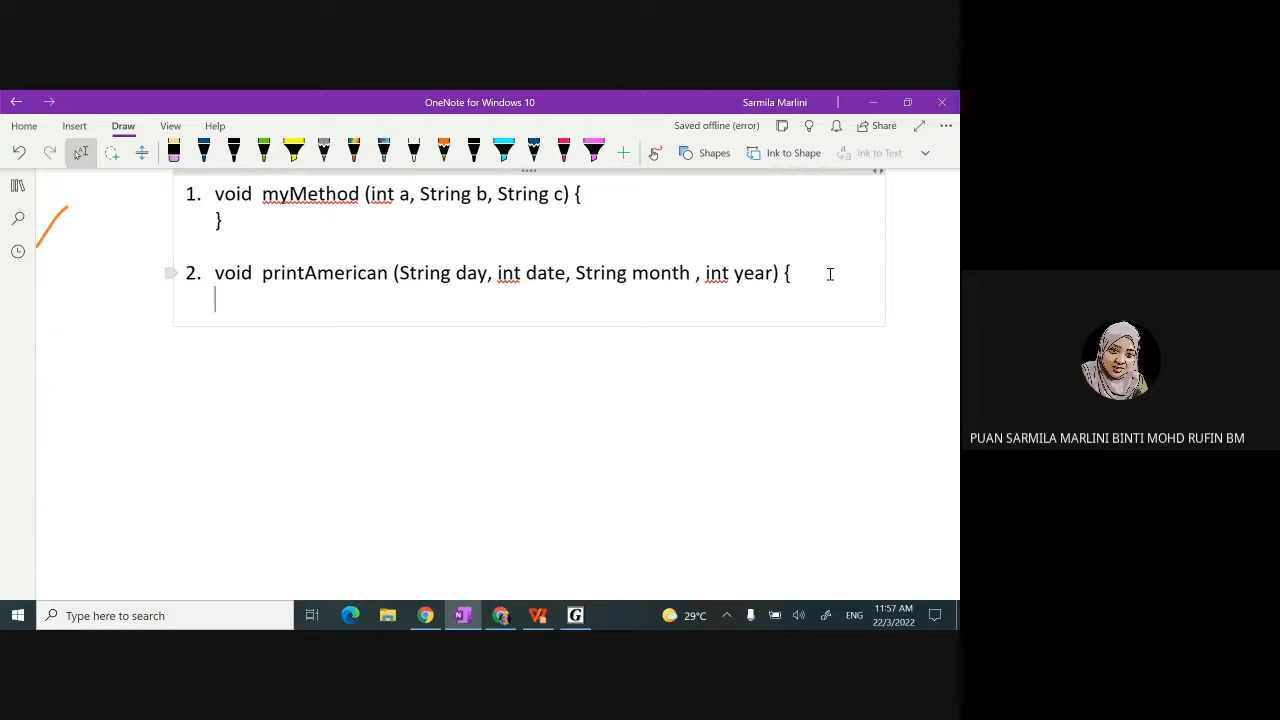 OneNote for Windows 10
Sarmila Marlini
Home Insert Draw View Help
Saved offline (error)
Share
Shapes
Ink to Shape
Ink to Text
1. void myMethod (int a, String b, String c) {
}
2. void printAmerican (String day, int date, String month , int year) {
PUAN SARMILA MARLINI BINTI MOHD RUFIN BM
Type here to search
29°C
ENG
11:57 AM
22/3/2022